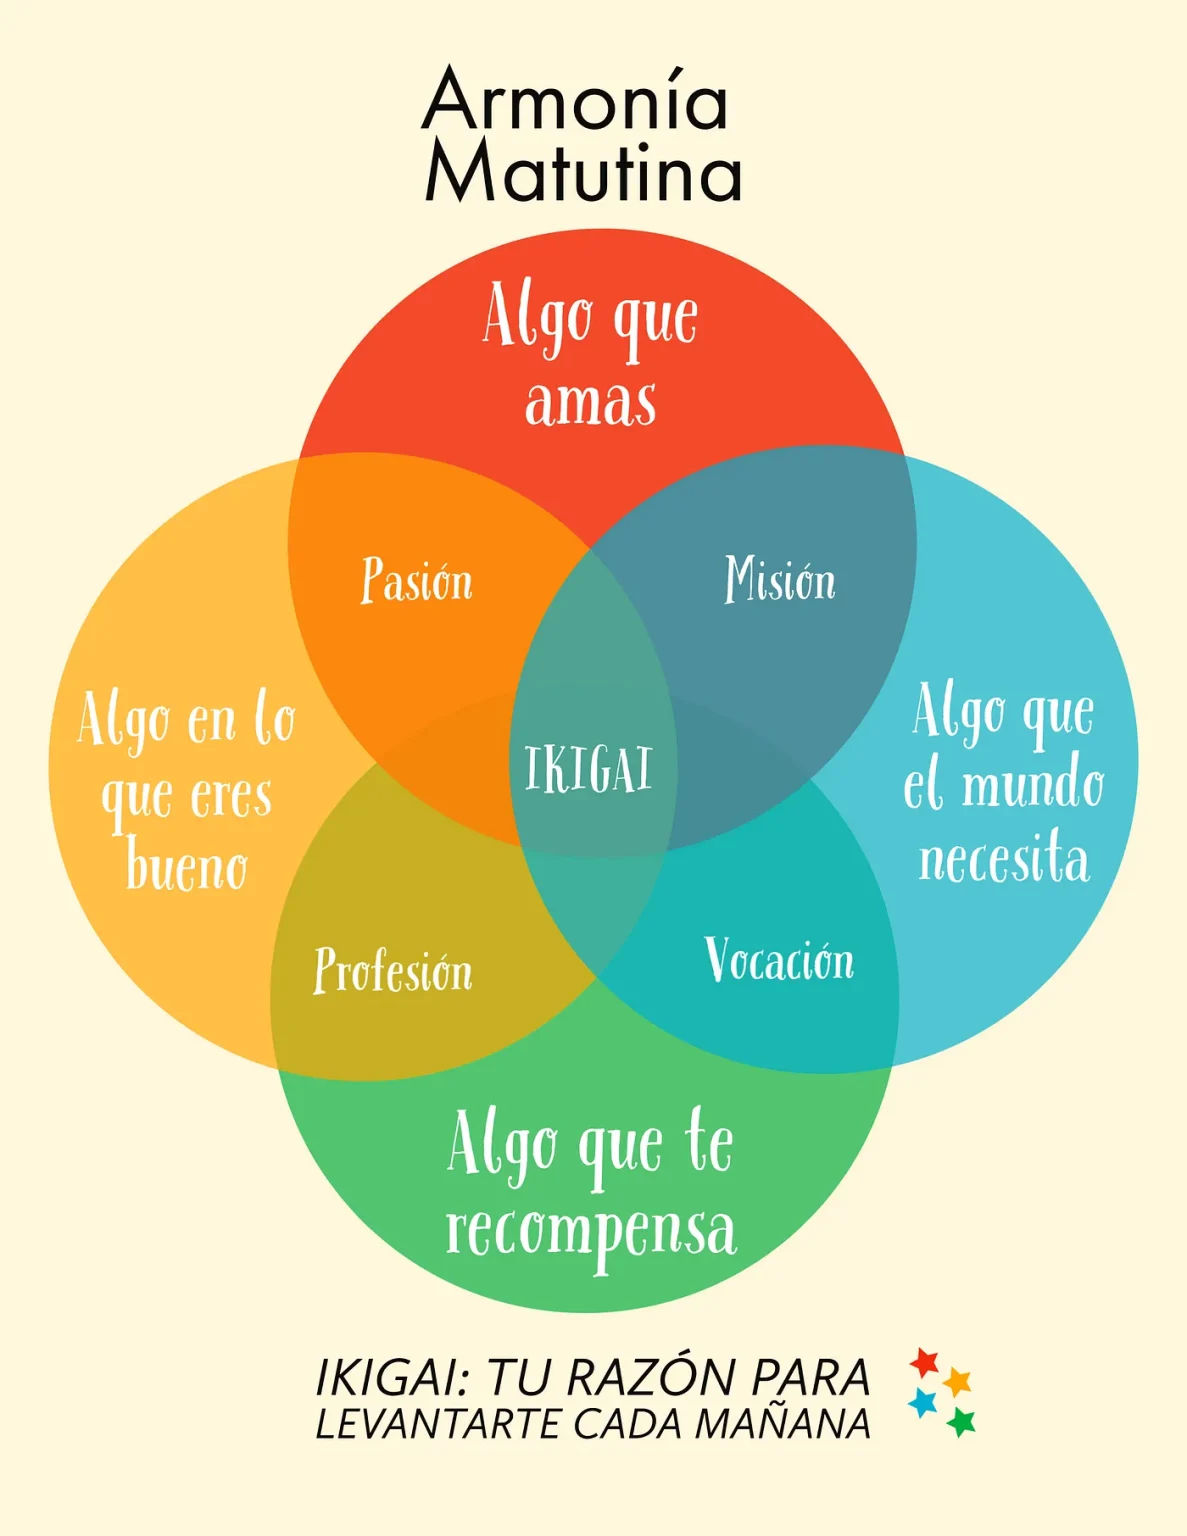 Armonía
Matutina
Algo que
amas
Pasión
Misión
Algo en lo
que eres
bueno
IKIGAI
Algo que
el mundo
necesita
Profesión
Vocación
Algo que te
recompensa
IKIGAI: TU RAZÓN PARA
LEVANTARTE CADA MAÑANA